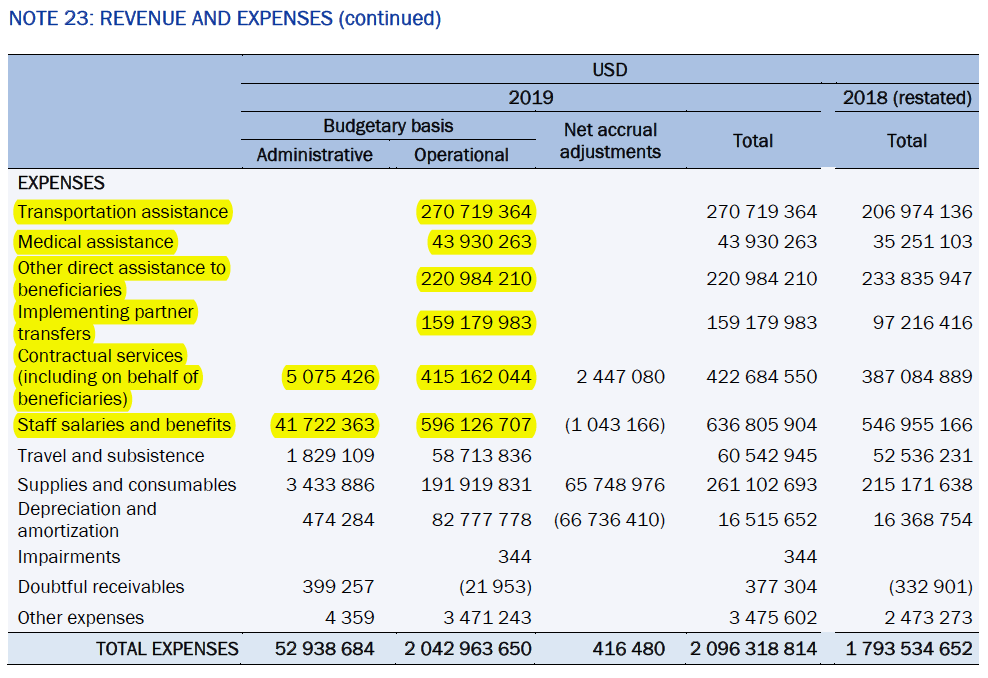 NOTE 23: REVENUE AND EXPENSES (continued)
USD
2019 2018 (restated)
Budgetary basis Net accrual adjustments Total Total
Administrative Operational
EXPENSES
Transportation assistance 270 719 364 270 719 364 206 974 136
Medical assistance 43 930 263 43 930 263 35 251 103
Other direct assistance to
beneficiaries 220 984 210 220 984 210 233 835 947
Implementing partner
transfers 159 179 983 159 179 983 97 216 416
Contractual services
(including on behalf of 5 075 426 415 162 044 2 447 080 422 684 550 387 084 889
beneficiaries)
Staff salaries and benefits 41 722 363 596 126 707 (1 043 166) 636 805 904 546 955 166
Travel and subsistence 1 829 109 58 713 836 60 542 945 52 536 231
Supplies and consumables 3 433 886 191 919 831 65 748 976 261 102 693 215 171 638
Depreciation and
amortization 474 284 82 777 778 (66 736 410) 16 515 652 16 368 754
Impairments 344 344
Doubtful receivables 399 257 (21 953) 377 304 (332 901)
Other expenses 4 359 3 471 243 3 475 602 2 473 273
TOTAL EXPENSES 52 938 684 2 042 963 650 416 480 2 096 318 814 1 793 534 652